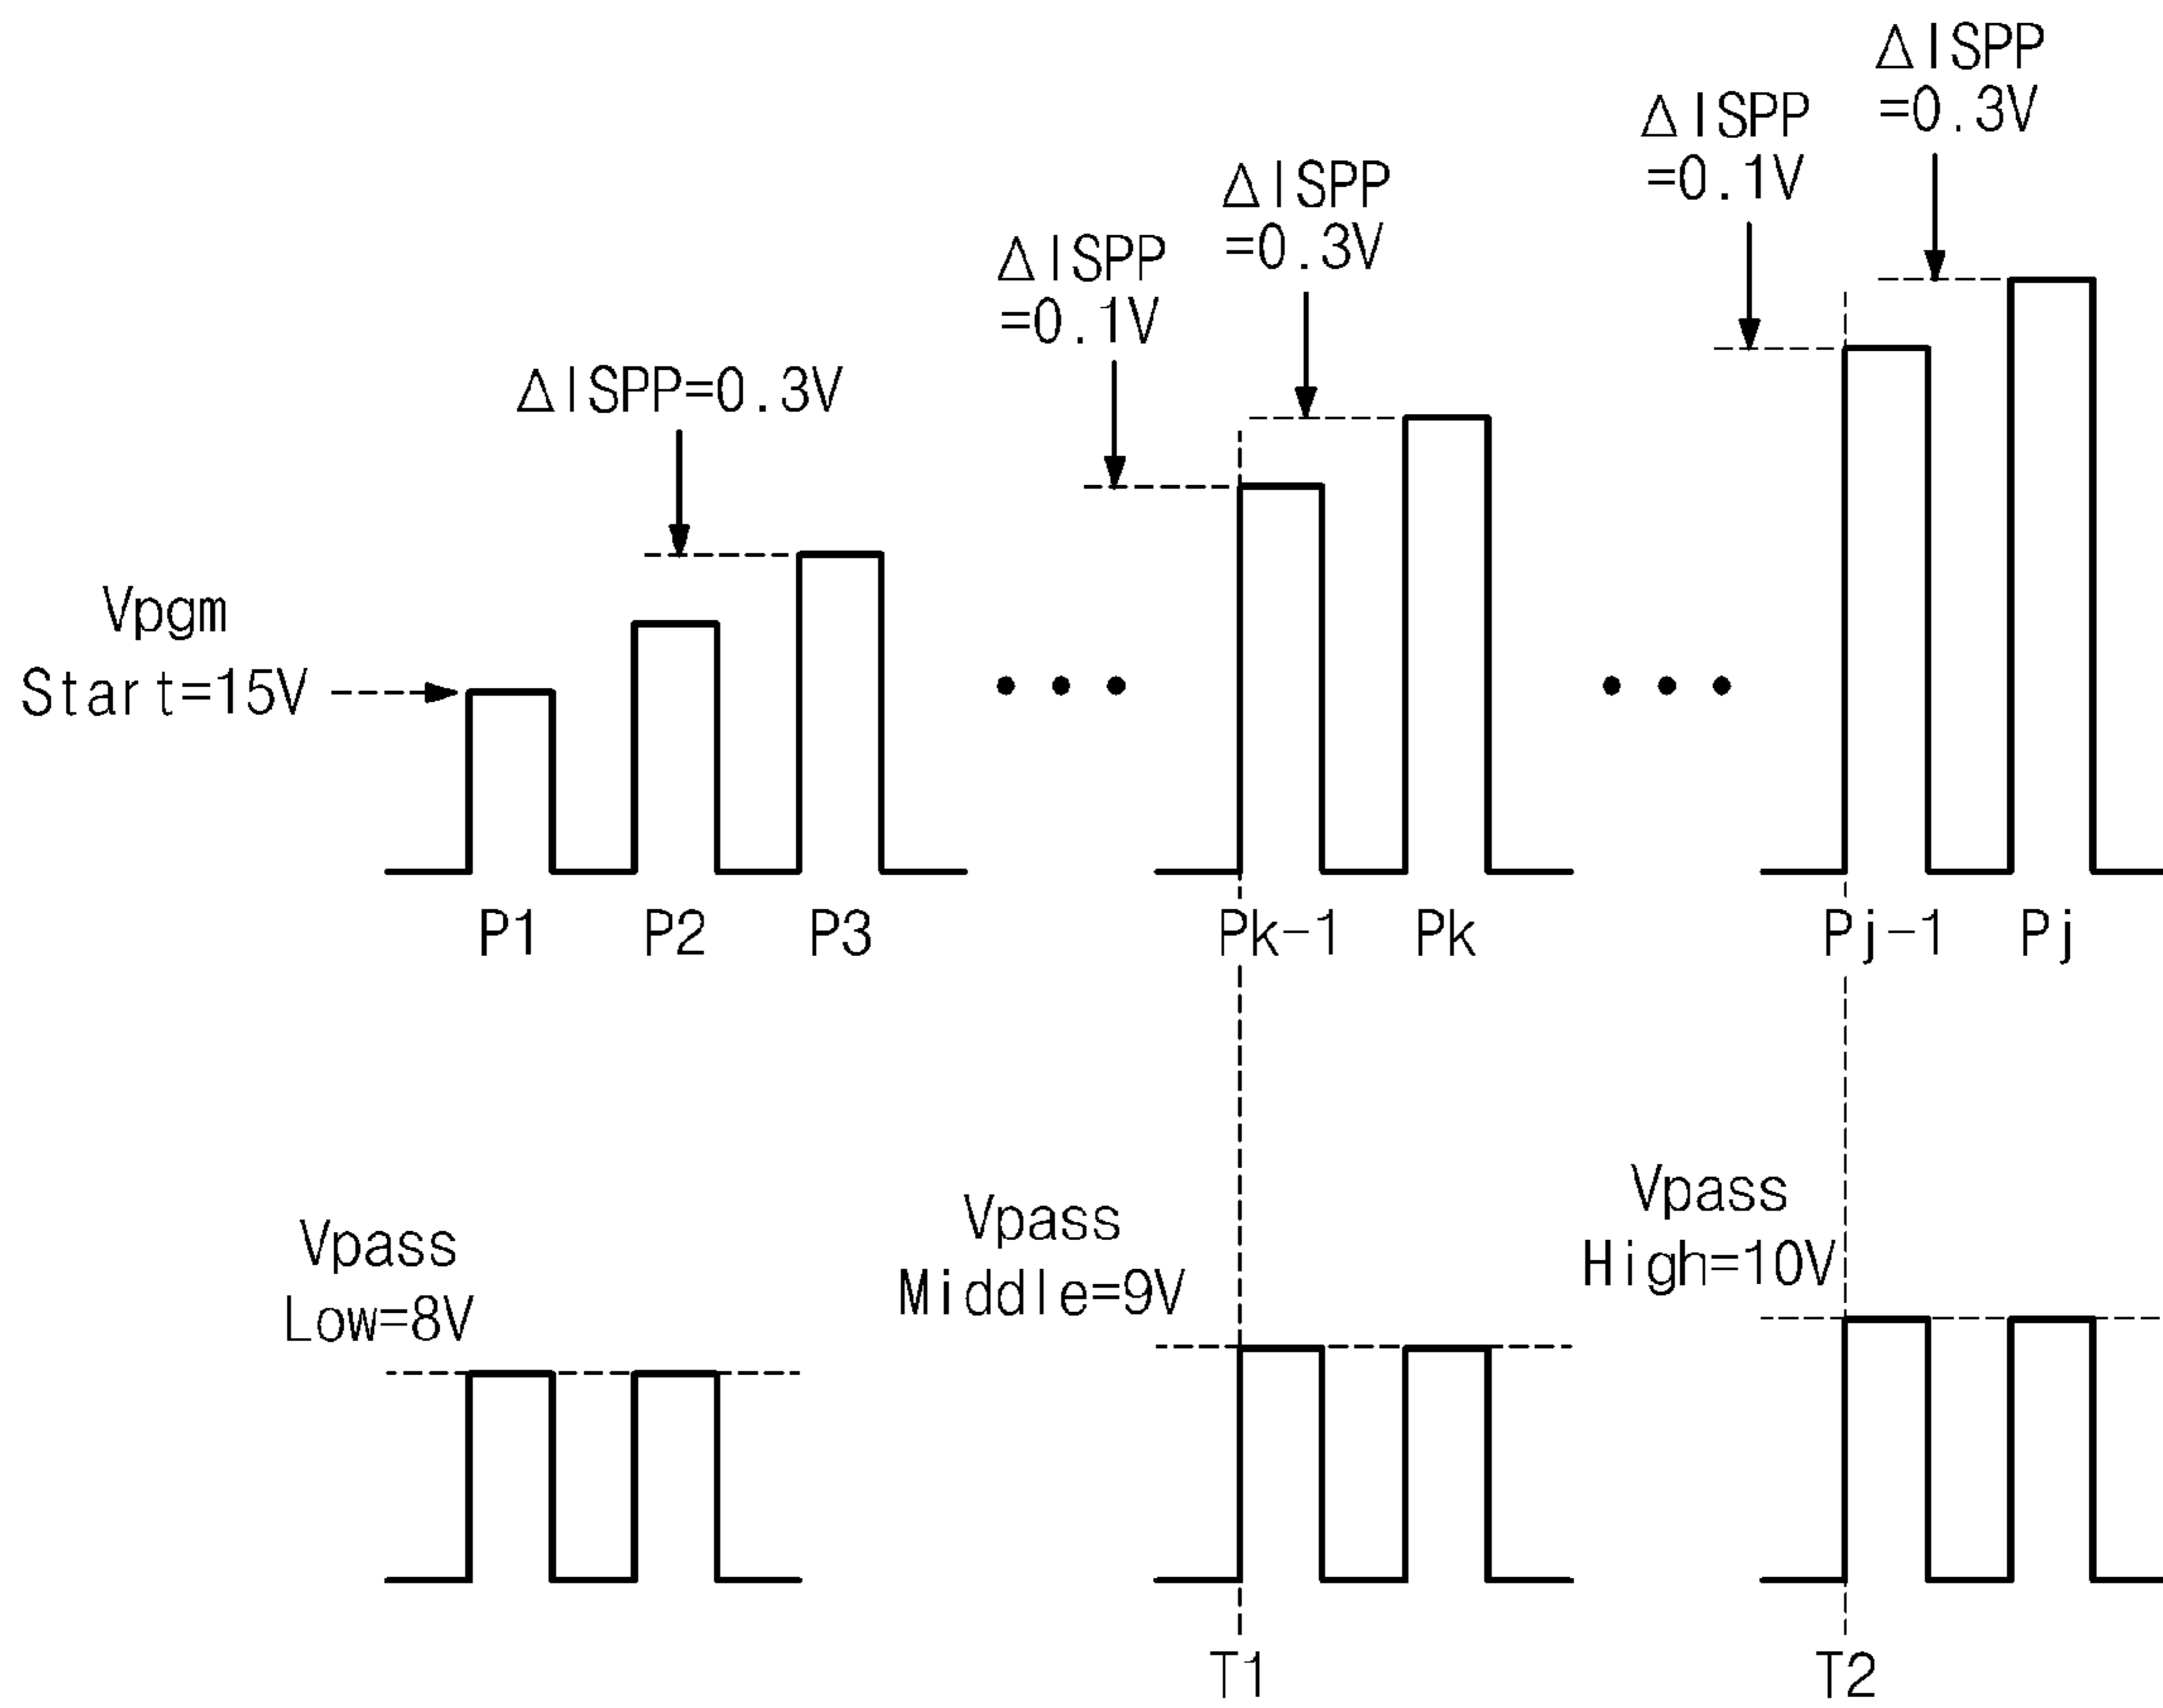 ΔISPP
=0.3V
ΔISPP
=0.1V
ΔISPP
=0.3V
ΔISPP
=0.1V
ΔISPP=0.3V
Vpgm
Start=15V
P1
P2
P3
Pk-1
Pk
Pj-1
Pj
Vpass
Low=8V
Vpass
Middle=9V
Vpass
High=10V
T1
T2